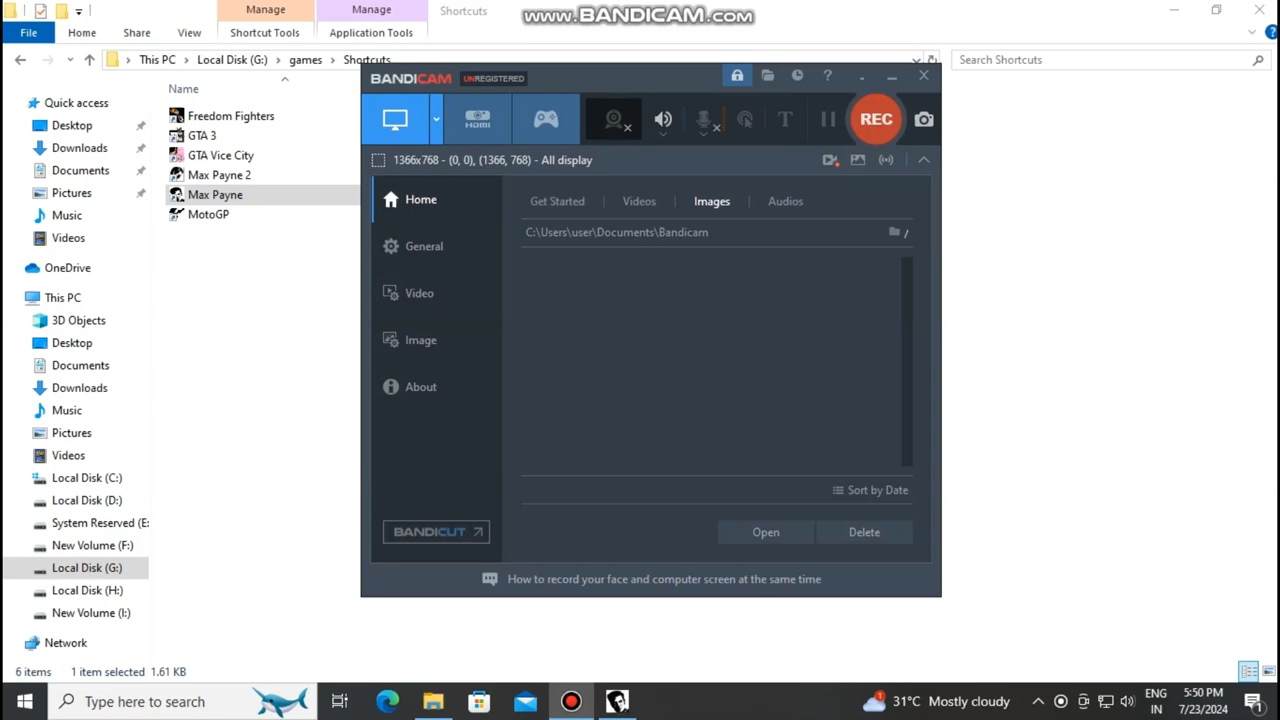 Manage
Manage
Shortcuts
www.BANDICAM.com
File
Home
Share
View
Shortcut Tools
Application Tools
This PC
Local Disk (G:)
games
Shortcuts
Search Shortcuts
Quick access
Desktop
Downloads
Documents
Pictures
Music
Videos
OneDrive
This PC
3D Objects
Desktop
Documents
Downloads
Music
Pictures
Videos
Local Disk (C:)
Local Disk (D:)
System Reserved (E:
New Volume (F:)
Local Disk (G:)
Local Disk (H:)
New Volume (I:)
Network
Name
Freedom Fighters
GTA 3
GTA Vice City
Max Payne 2
Max Payne
MotoGP
BANDICAM UNREGISTERED
HDMI
T
REC
1366x768 - (0, 0), (1366, 768) - All display
Home
General
Video
Image
About
BANDICUT
Get Started
Videos
Images
Audios
C:\Users\user\Documents\Bandicam
/
Sort by Date
Open
Delete
How to record your face and computer screen at the same time
6 items
1 item selected 1.61 KB
Type here to search
31°C Mostly cloudy
ENG
IN
5:50 PM
7/23/2024
1